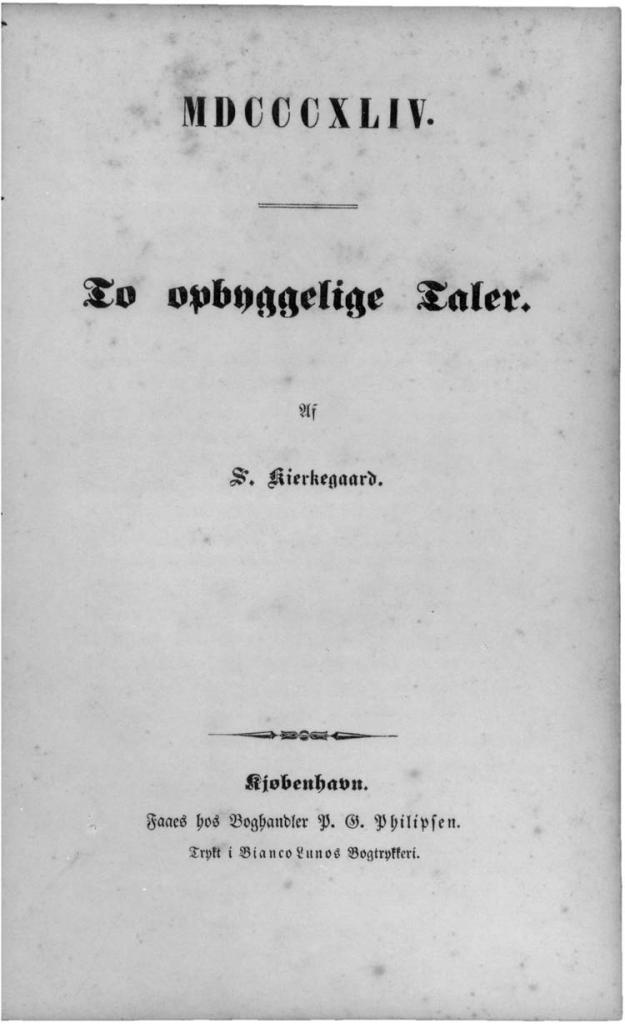 MDCCCXLIV.
To opbyggelige Taler.
Af
S. Kierkegaard.
Kjøbenhavn.
Faaes hos Boghandler P. G. Philipsen.
Trykt i Bianco Lunos Bogtrykkeri.